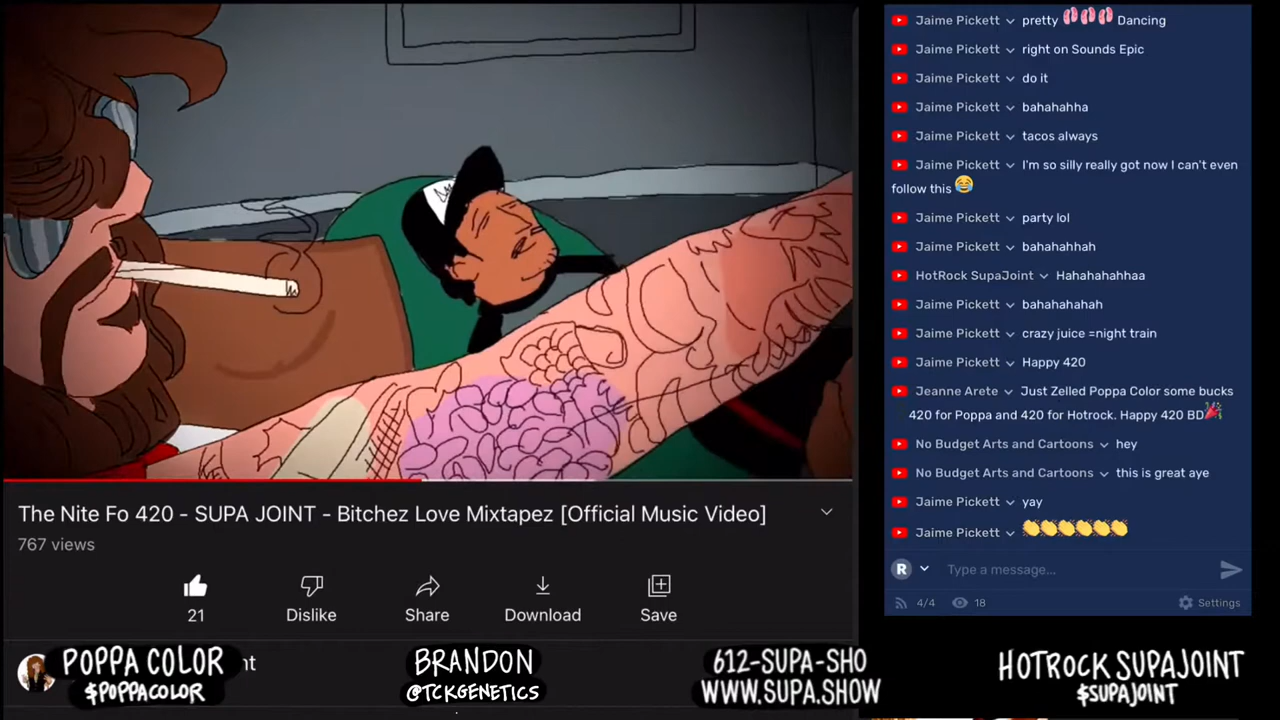 The Nite Fo 420 - SUPA JOINT - Bitchez Love Mixtapez [Official Music Video]
767 views
21
Dislike
Share
Download
Save
nt
Jaime Pickett pretty Dancing
Jaime Pickett right on Sounds Epic
Jaime Pickett do it
Jaime Pickett bahahahha
Jaime Pickett tacos always
Jaime Pickett I'm so silly really got now I can't even
follow this
Jaime Pickett party lol
Jaime Pickett bahahahhah
HotRock SupaJoint Hahahahahhaa
Jaime Pickett bahahahahah
Jaime Pickett crazy juice =night train
Jaime Pickett Happy 420
Jeanne Arete Just Zelled Poppa Color some bucks
420 for Poppa and 420 for Hotrock. Happy 420 BD
No Budget Arts and Cartoons hey
No Budget Arts and Cartoons this is great aye
Jaime Pickett yay
Jaime Pickett
R Type a message...
4/4 18 Settings
POPPA COLOR
$POPPACOLOR
BRANDON
@TCKGENETICS
612-SUPA-SHO
WWW.SUPA.SHOW
HOTROCK SUPAJOINT
$SUPAJOINT